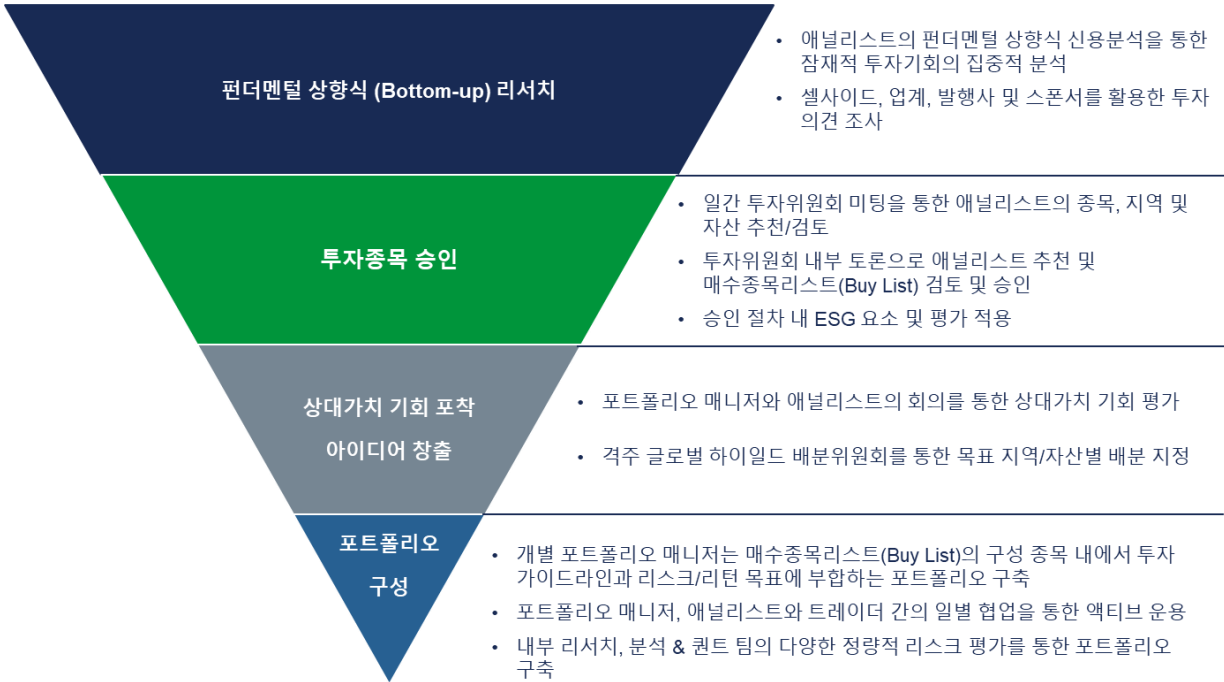 펀더멘털 상향식 (Bottom-up) 리서치
• 애널리스트의 펀더멘털 상향식 신용분석을 통한
잠재적 투자기회의 집중적 분석
• 셀사이드, 업계, 발행사 및 스폰서를 활용한 투자
의견 조사
투자종목 승인
• 일간 투자위원회 미팅을 통한 애널리스트의 종목, 지역 및
자산 추천/검토
• 투자위원회 내부 토론으로 애널리스트 추천 및
매수종목리스트(Buy List) 검토 및 승인
• 승인 절차 내 ESG 요소 및 평가 적용
상대가치 기회 포착
아이디어 창출
• 포트폴리오 매니저와 애널리스트의 회의를 통한 상대가치 기회 평가
• 격주 글로벌 하이일드 배분위원회를 통한 목표 지역/자산별 배분 지정
포트폴리오
구성
• 개별 포트폴리오 매니저는 매수종목리스트(Buy List)의 구성 종목 내에서 투자
가이드라인과 리스크/리턴 목표에 부합하는 포트폴리오 구축
• 포트폴리오 매니저, 애널리스트와 트레이더 간의 일별 협업을 통한 액티브 운용
• 내부 리서치, 분석 & 퀀트 팀의 다양한 정량적 리스크 평가를 통한 포트폴리오
구축